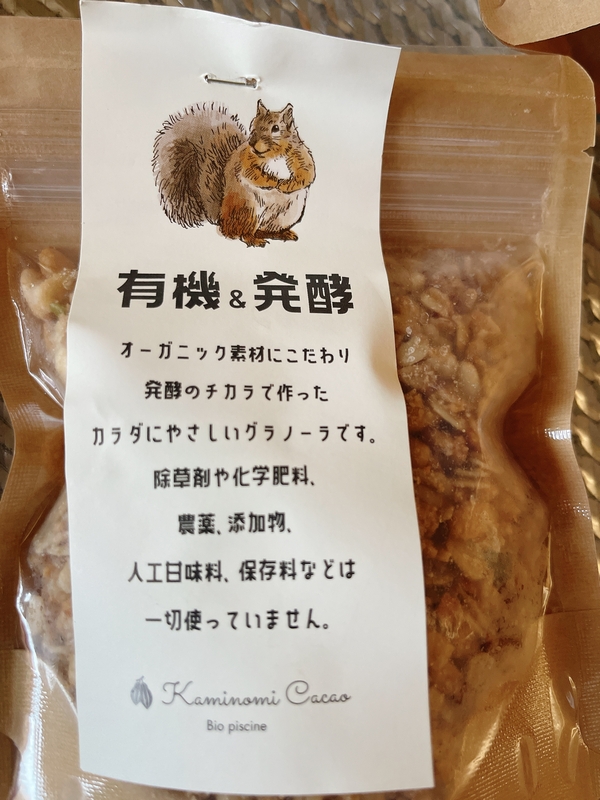 有機&発酵
オーガニック素材にこだわり
発酵のチカラで作った
カラダにやさしいグラノーラです。
除草剤や化学肥料、
農薬、添加物、
人工甘味料、保存料などは
一切使っていません。
Kaminomi Cacao
Bio piscine